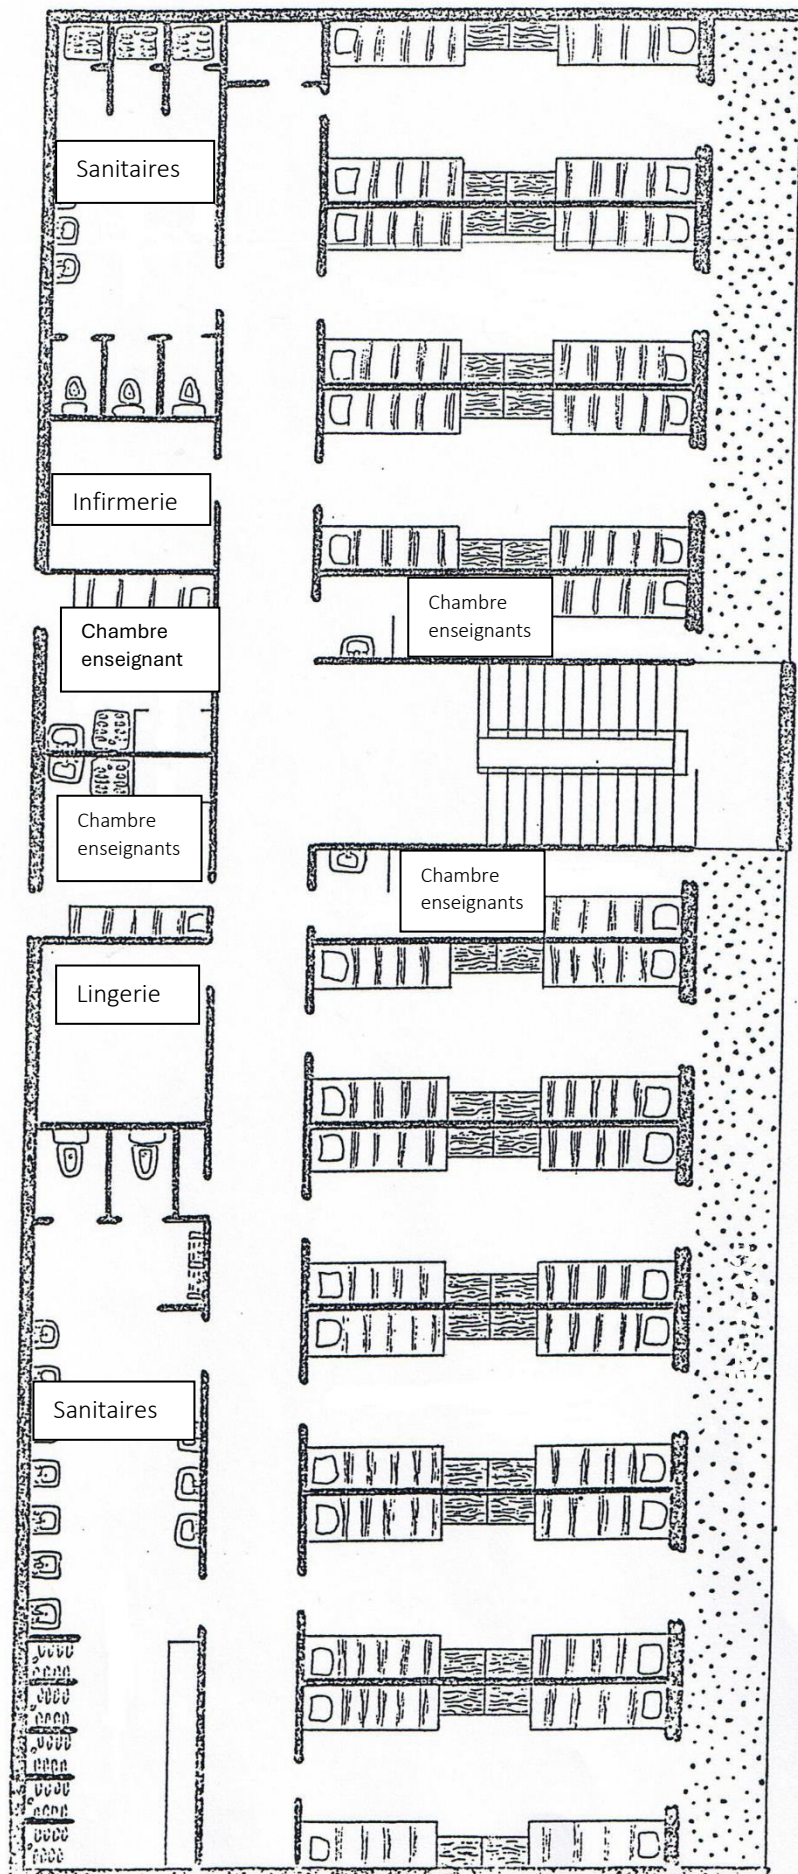 Sanitaires
Infirmerie
Chambre
enseignant
Chambre
enseignants
Chambre
enseignants
Chambre
enseignants
Lingerie
Sanitaires